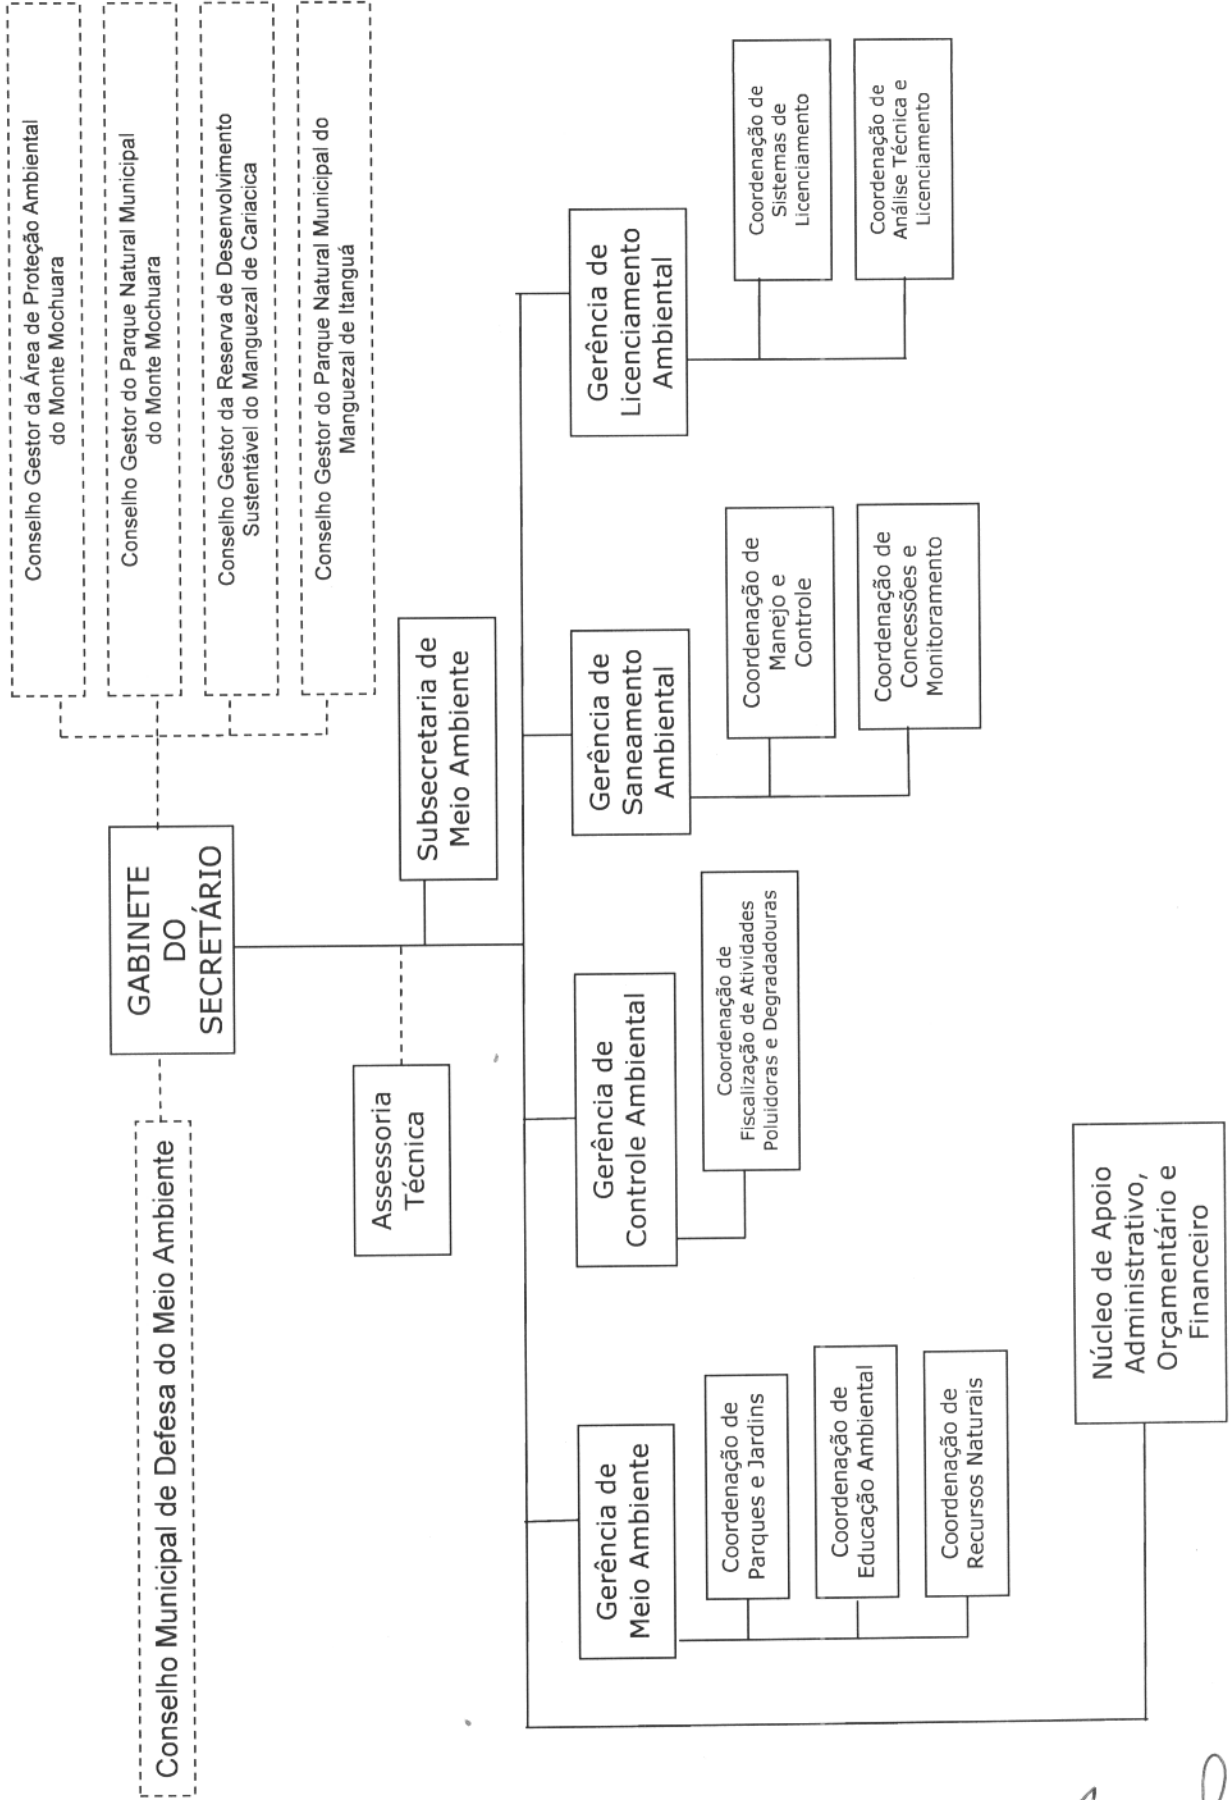 Conselho Gestor da Área de Proteção Ambiental
do Monte Mochuara
Conselho Gestor do Parque Natural Municipal
do Monte Mochuara
Conselho Gestor da Reserva de Desenvolvimento
Sustentável do Manguezal de Cariacica
Conselho Gestor do Parque Natural Municipal do
Manguezal de Itanguá
Conselho Municipal de Defesa do Meio Ambiente
GABINETE
DO
SECRETÁRIO
Assessoria
Técnica
Subsecretaria de
Meio Ambiente
Gerência de
Meio Ambiente
Coordenação de
Parques e Jardins
Coordenação de
Educação Ambiental
Coordenação de
Recursos Naturais
Gerência de
Controle Ambiental
Coordenação de
Fiscalização de Atividades
Poluidoras e Degradadouras
Gerência de
Saneamento
Ambiental
Coordenação de
Manejo e
Controle
Coordenação de
Concessões e
Monitoramento
Gerência de
Licenciamento
Ambiental
Coordenação de
Sistemas de
Licenciamento
Coordenação de
Análise Técnica e
Licenciamento
Núcleo de Apoio
Administrativo,
Orçamentário e
Financeiro